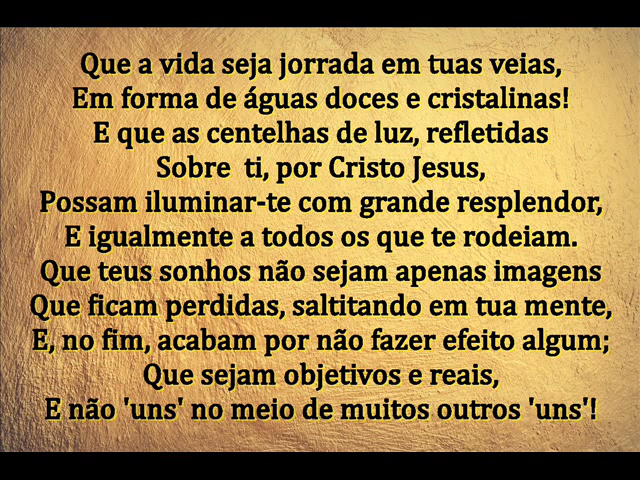 Que a vida seja jorrada em tuas veias,
Em forma de águas doces e cristalinas!
E que as centelhas de luz, refletidas
Sobre  ti, por Cristo Jesus,
Possam iluminar-te com grande resplendor,
E igualmente a todos os que te rodeiam.
Que teus sonhos não sejam apenas imagens
Que ficam perdidas, saltitando em tua mente,
E, no fim, acabam por não fazer efeito algum;
Que sejam objetivos e reais,
E não 'uns' no meio de muitos outros 'uns'!